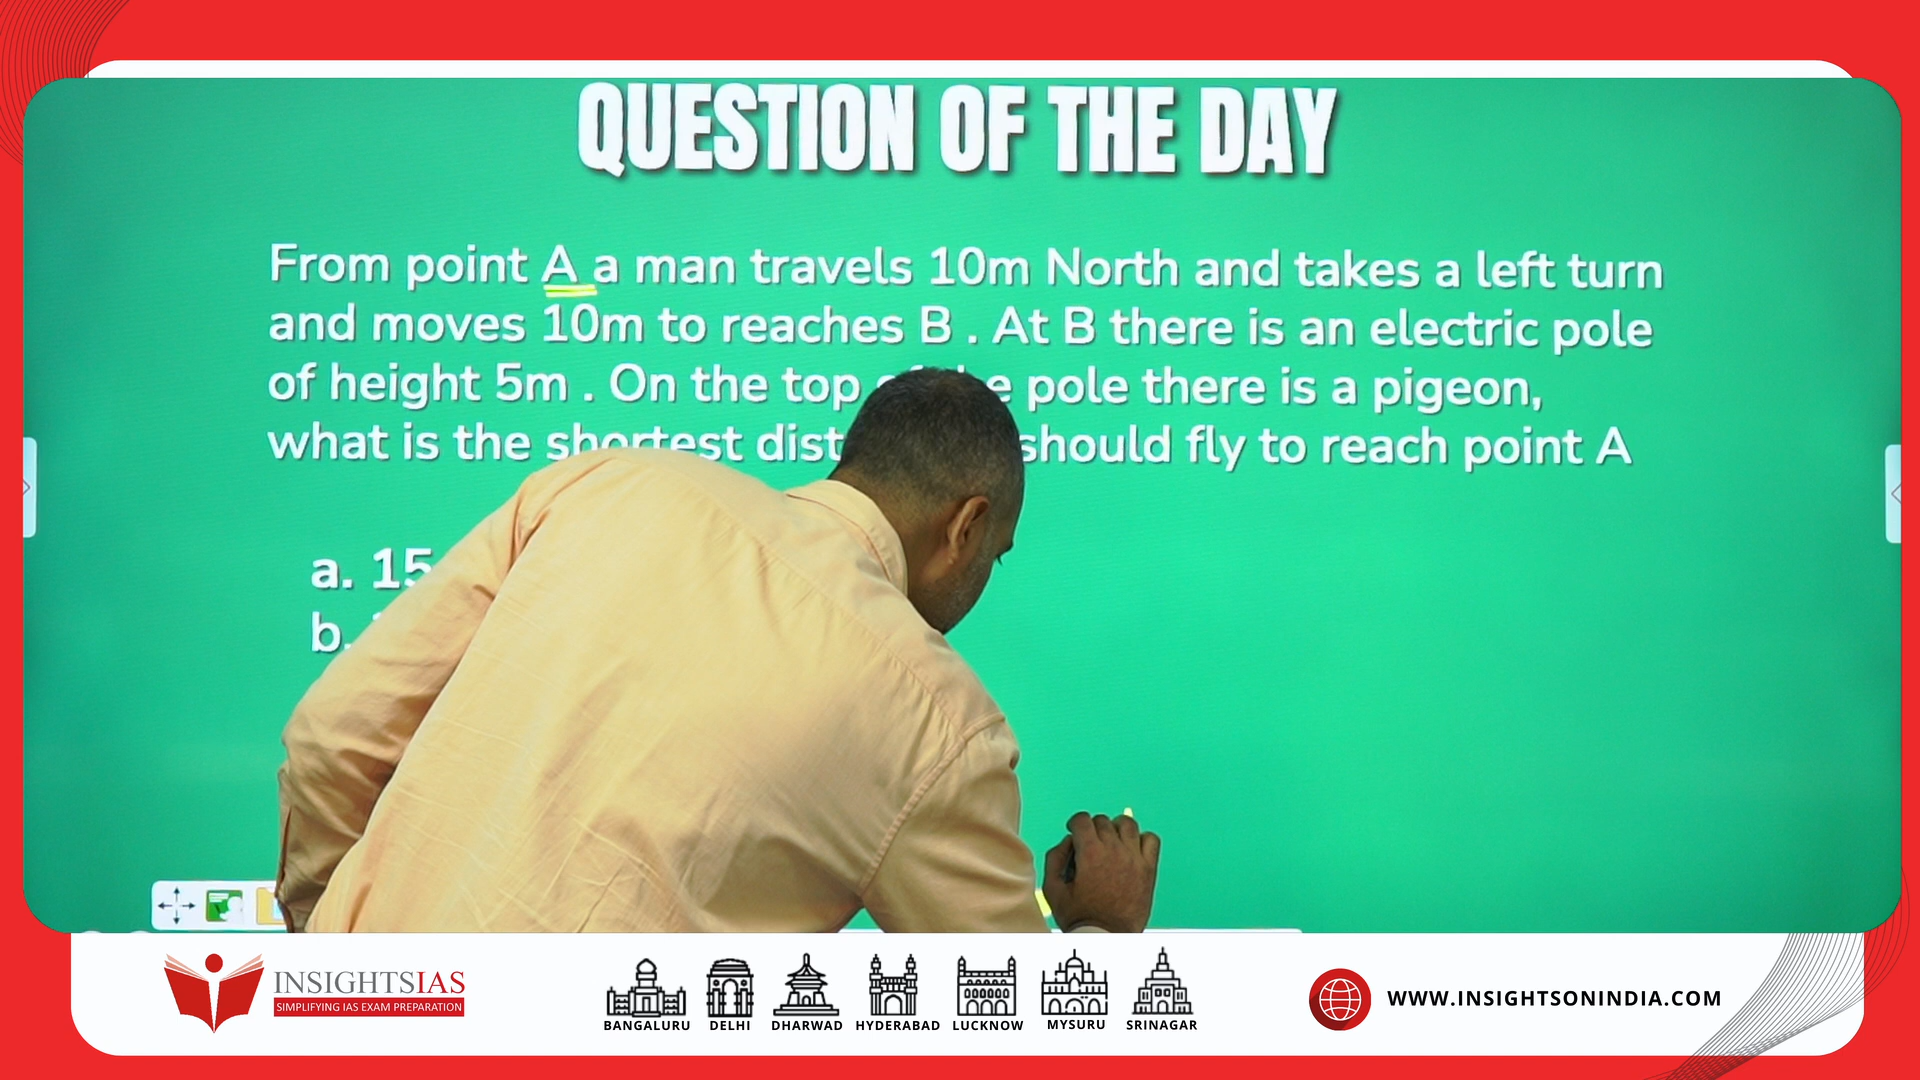 QUESTION OF THE DAY
From point A a man travels 10m North and takes a left turn
and moves 10m to reaches B . At B there is an electric pole
of height 5m . On the top pole there is a pigeon,
what is the shortest should fly to reach point A
a. 15
b.
INSIGHTSIAS
SIMPLIFYING IAS EXAM PREPARATION
BANGALURU DELHI DHARWAD HYDERABAD LUCKNOW MYSURU SRINAGAR
WWW.INSIGHTSONINDIA.COM